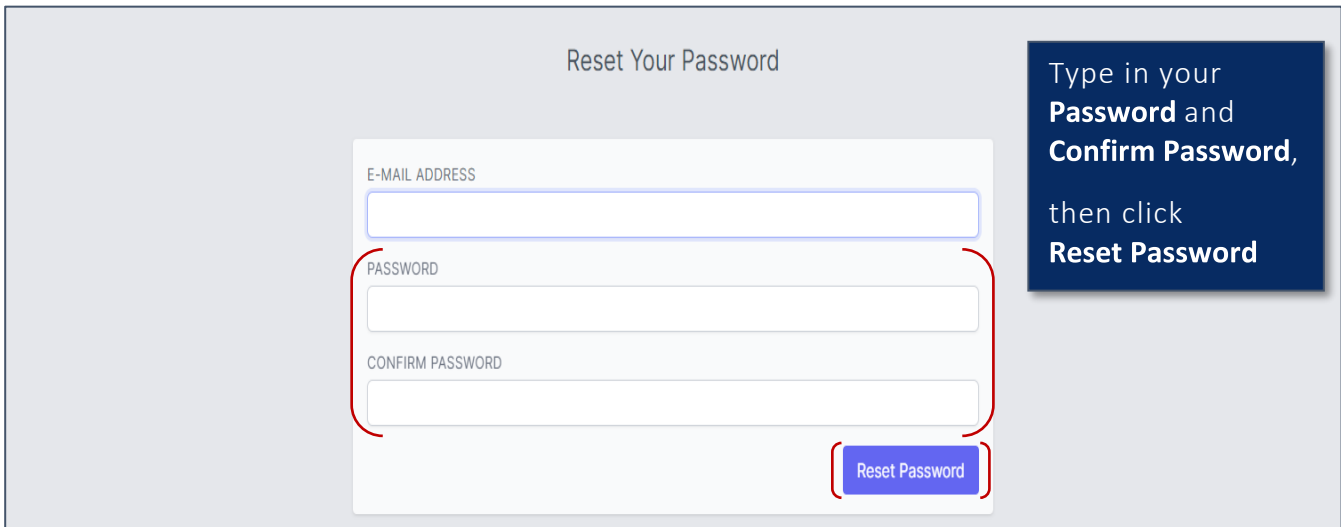 Reset Your Password
E-MAIL ADDRESS
PASSWORD
CONFIRM PASSWORD
Reset Password
Type in your
Password and
Confirm Password,
then click
Reset Password